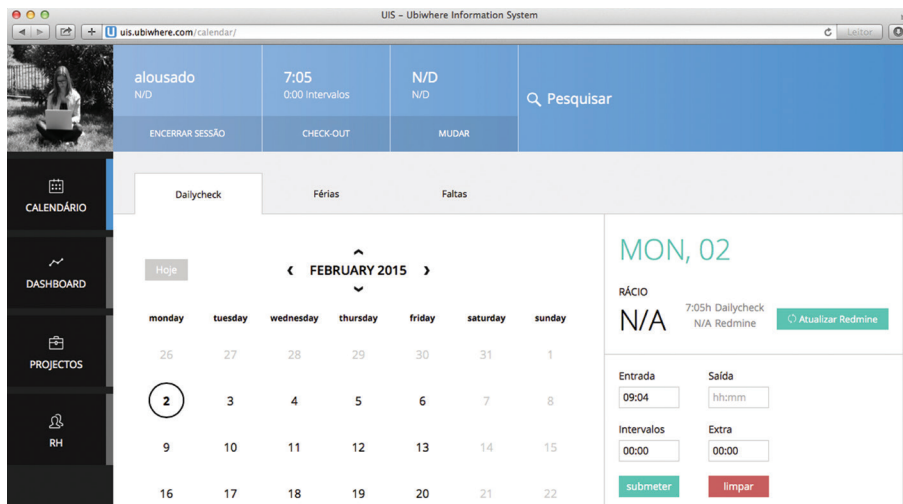 UIS – Ubiwhere Information System
uis.ubiwhere.com/calendar/
Leitor
alousado
N/D
ENCERRAR SESSÃO
7:05
0:00 Intervalos
CHECK-OUT
N/D
N/D
MUDAR
Pesquisar
CALENDÁRIO
DASHBOARD
PROJECTOS
RH
Dailycheck Férias Faltas
Hoje
FEBRUARY 2015
monday tuesday wednesday thursday friday saturday sunday
26 27 28 29 30 31 1
2 3 4 5 6 7 8
9 10 11 12 13 14 15
16 17 18 19 20 21 22
MON, 02
RÁCIO
N/A
7:05h Dailycheck
N/A Redmine
Atualizar Redmine
Entrada Saída
09:04 hh:mm
Intervalos Extra
00:00 00:00
submeter limpar